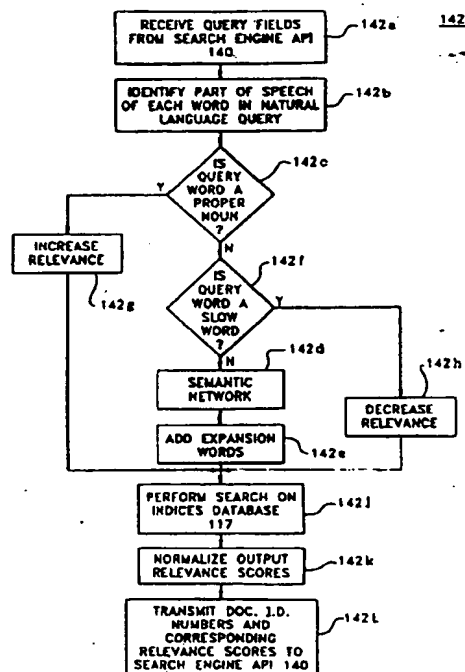 142
RECEIVE QUERY FIELDS
FROM SEARCH ENGINE API
140
142a
IDENTIFY PART OF SPEECH
OF EACH WORD IN NATURAL
LANGUAGE QUERY
142b
IS
QUERY
WORD A
PROPER
NOUN
?
142c
Y
N
INCREASE
RELEVANCE
142g
IS
QUERY
WORD A
SLOW
WORD
?
142f
Y
N
142d
SEMANTIC
NETWORK
142h
DECREASE
RELEVANCE
ADD EXPANSION
WORDS
142e
PERFORM SEARCH ON
INDICES DATABASE
117
142j
NORMALIZE OUTPUT
RELEVANCE SCORES
142k
TRANSMIT DOC. I.D.
NUMBERS AND
CORRESPONDING
RELEVANCE SCORES TO
SEARCH ENGINE API 140
142l